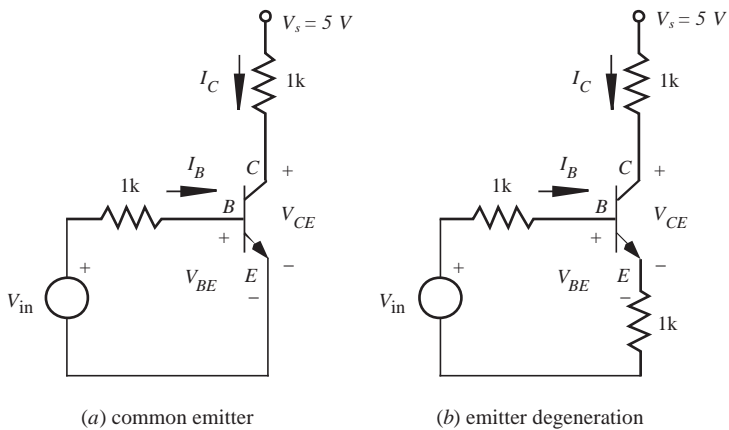 V_s = 5 V
I_C
1k
I_B
C
+
1k
B
V_CE
+
V_BE
E
−
−
+
V_in
(a) common emitter
V_s = 5 V
I_C
1k
I_B
C
+
1k
B
V_CE
+
V_BE
E
−
−
+
V_in
1k
(b) emitter degeneration